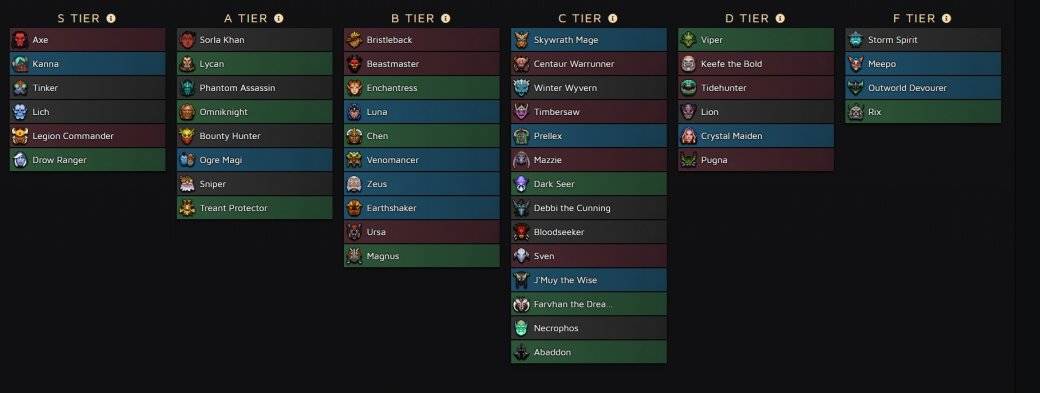 S TIER
Axe
Kanna
Tinker
Lich
Legion Commander
Drow Ranger
A TIER
Sorla Khan
Lycan
Phantom Assassin
Omniknight
Bounty Hunter
Ogre Magi
Sniper
Treant Protector
B TIER
Bristleback
Beastmaster
Enchantress
Luna
Chen
Venomancer
Zeus
Earthshaker
Ursa
Magnus
C TIER
Skywrath Mage
Centaur Warrunner
Winter Wyvern
Timbersaw
Prellex
Mazzie
Dark Seer
Debbi the Cunning
Bloodseeker
Sven
J'Muy the Wise
Farvhan the Drea...
Necrophos
Abaddon
D TIER
Viper
Keefe the Bold
Tidehunter
Lion
Crystal Maiden
Pugna
F TIER
Storm Spirit
Meepo
Outworld Devourer
Rix